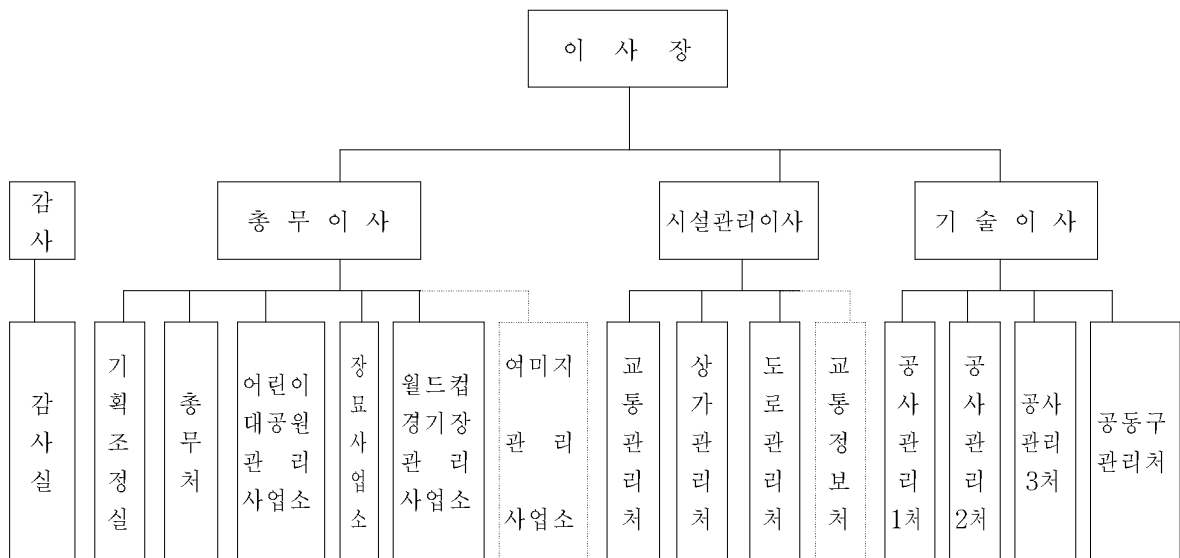 이 사 장
감
사
총 무 이 사
시설관리이사
기 술 이 사
감
사
실
기
획
조
정
실
총
무
처
어린이
대공원
관 리
사업소
장
묘
사
업
소
월드컵
경기장
관 리
사업소
여미지
관 리
사업소
교
통
관
리
처
상
가
관
리
처
도
로
관
리
처
교
통
정
보
처
공
사
관
리
1처
공
사
관
리
2처
공사
관리
3처
공동구
관리처